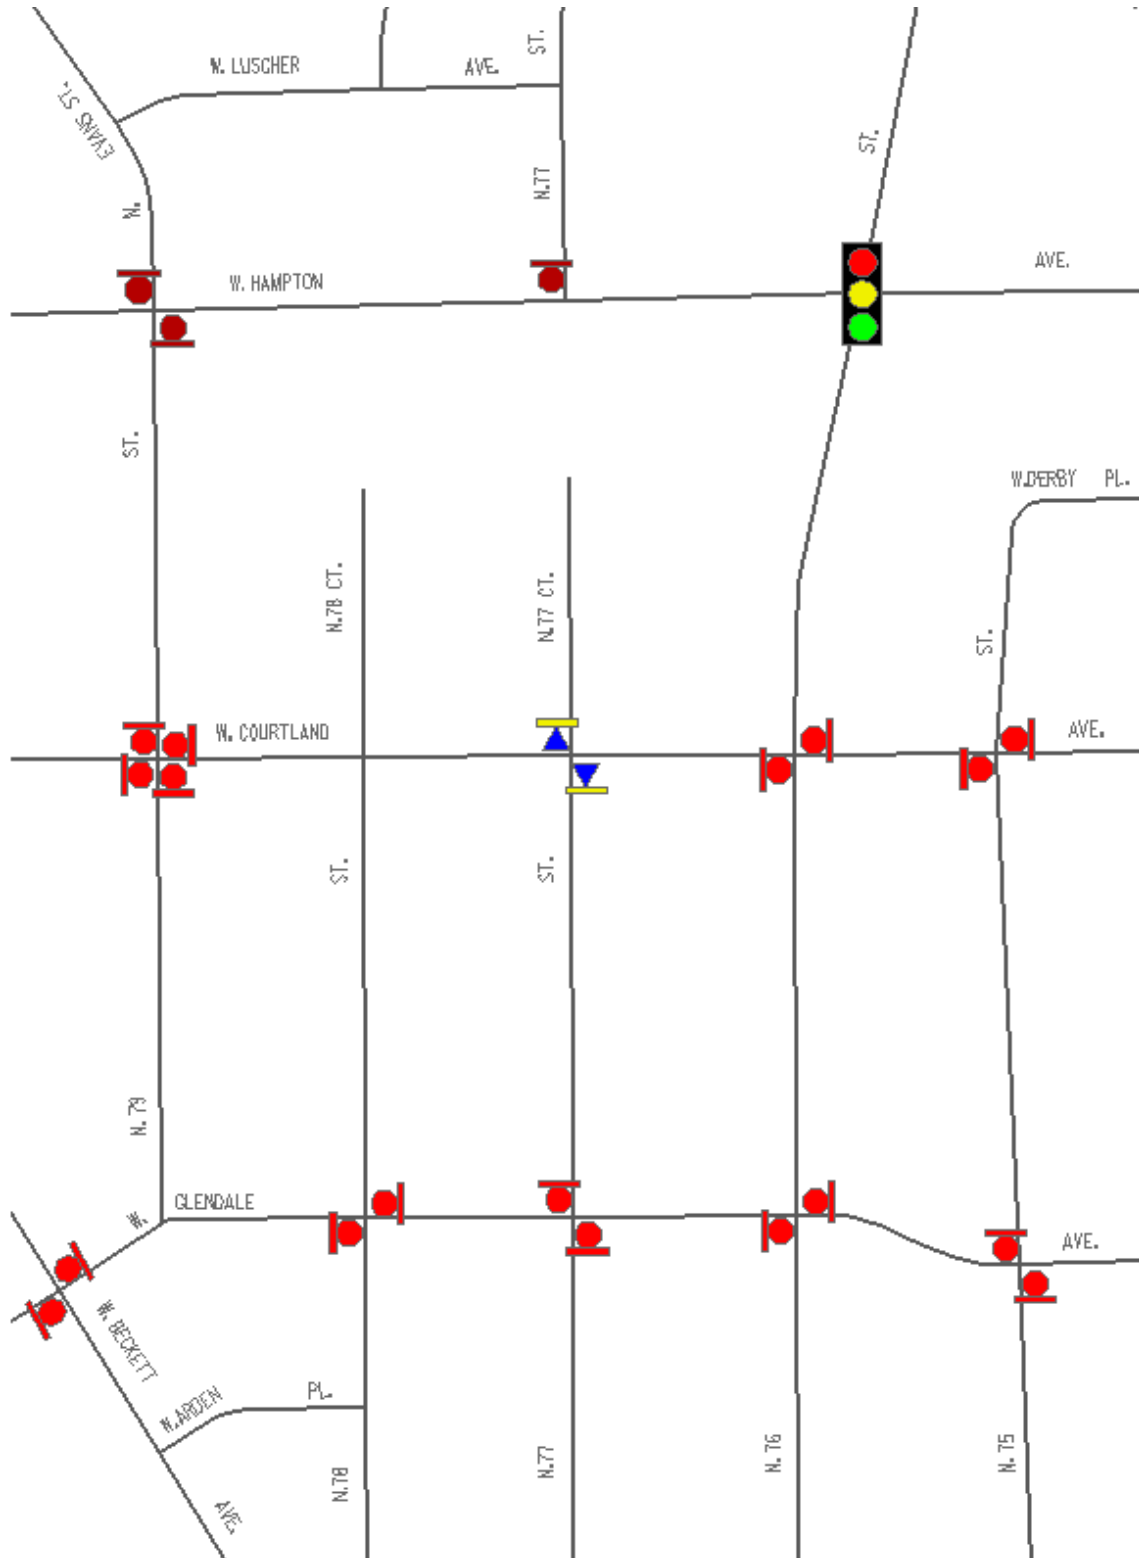 W. LUSCHER AVE.
ST.
EVANS ST.
ST.
N.77
N.
W. HAMPTON AVE.
ST.
W.DERBY PL.
N.78 CT.
N.77 CT.
ST.
W. COURTLAND AVE.
ST.
ST.
N. 79
W. GLENDALE AVE.
W. BECKETT AVE.
W.ARDEN PL.
N.78
N.77
N.76
N.75